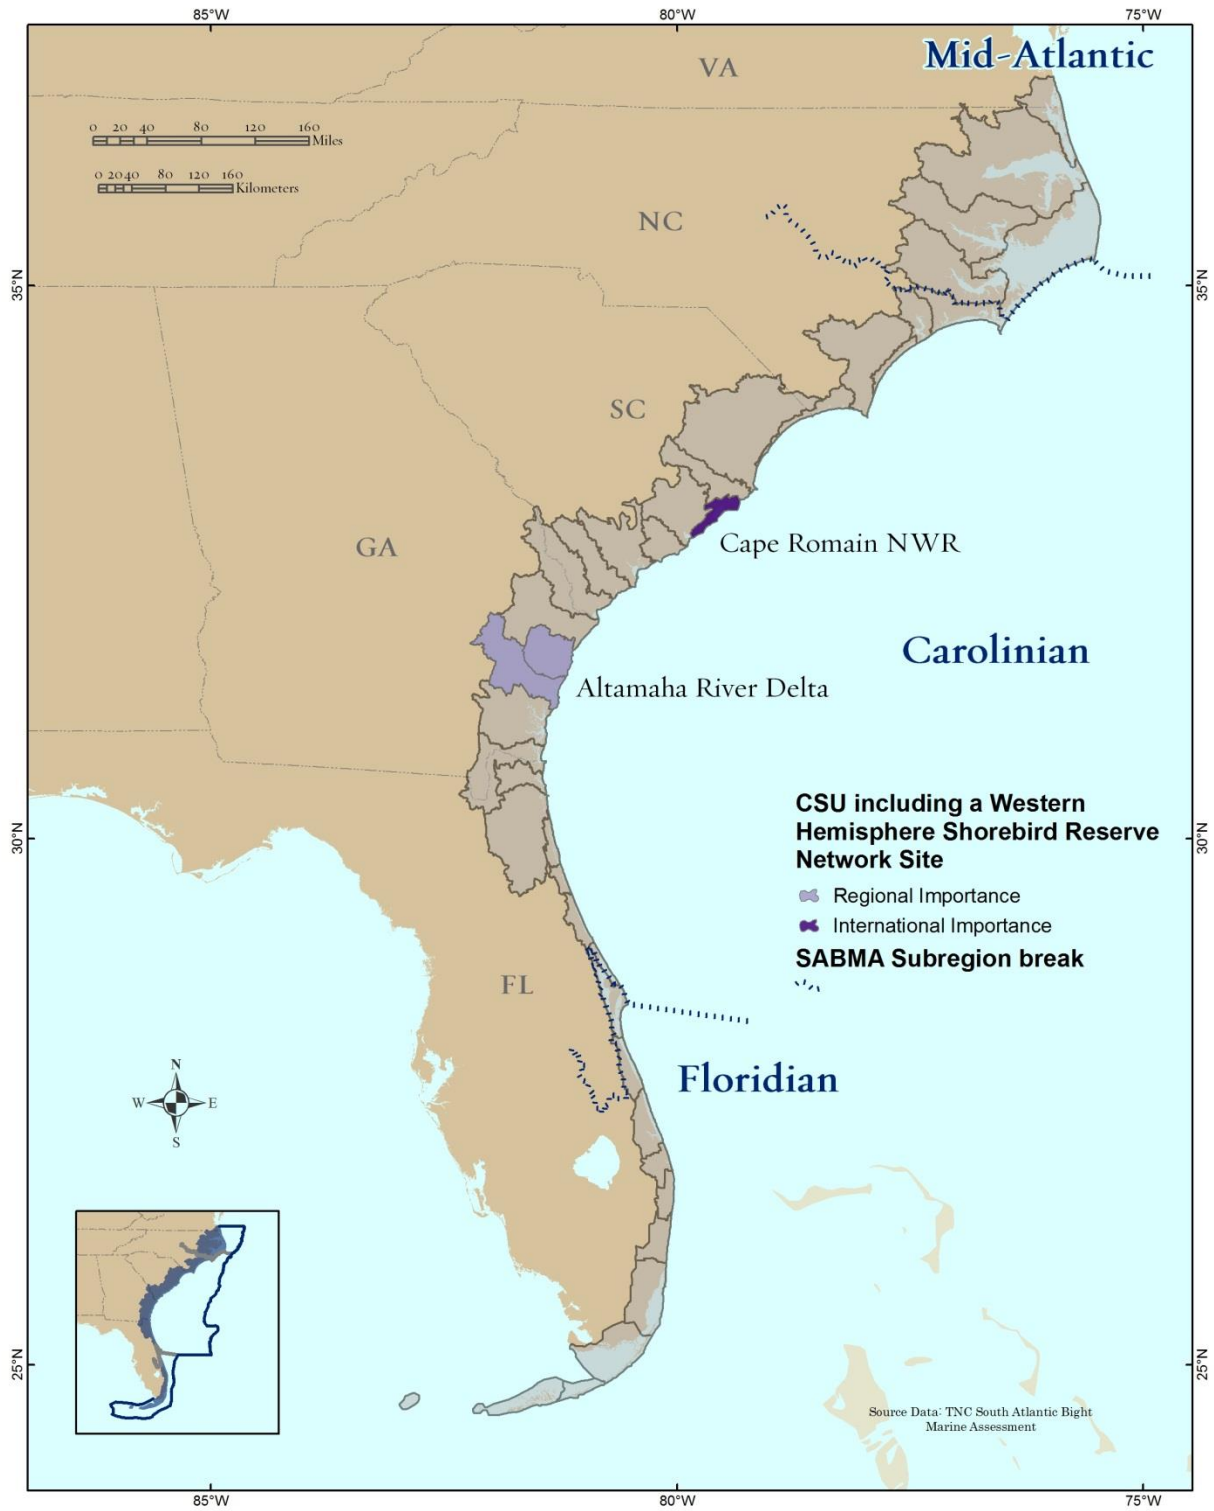 85°W 80°W 75°W
Mid-Atlantic
VA
0 20 40 80 120 160
Miles
0 20 40 80 120 160
Kilometers
NC
35°N 35°N
SC
GA
Cape Romain NWR
Carolinian
Altamaha River Delta
CSU including a Western
Hemisphere Shorebird Reserve
Network Site
30°N 30°N
Regional Importance
International Importance
SABMA Subregion break
FL
Floridian
N
W E
S
25°N 25°N
Source Data: TNC South Atlantic Bight
Marine Assessment
85°W 80°W 75°W